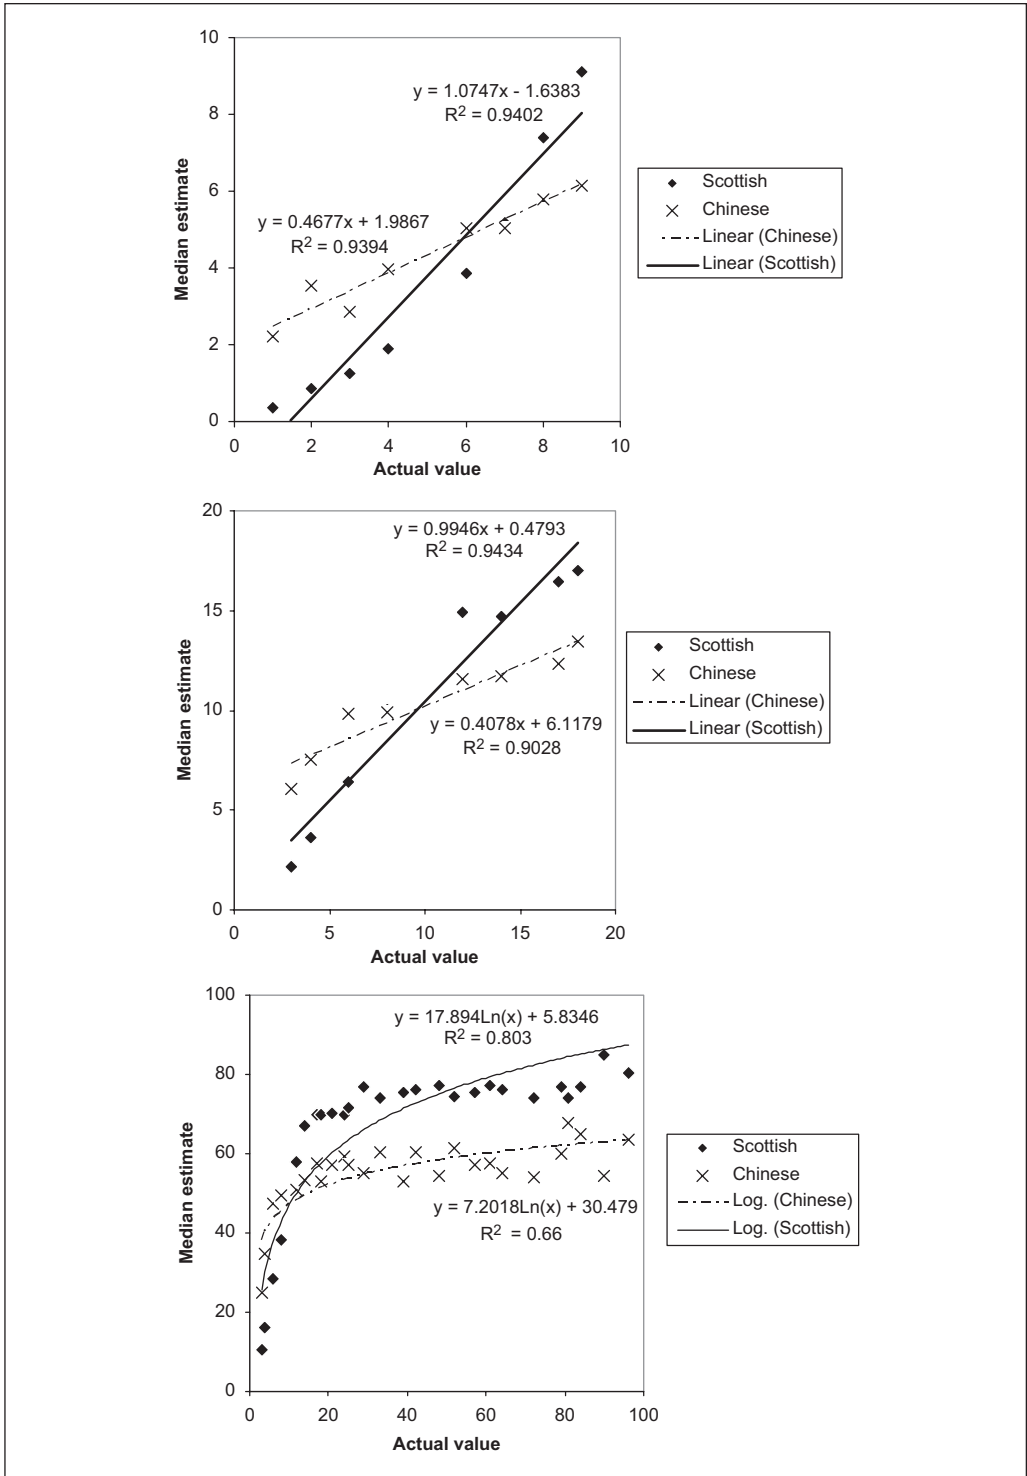 10
8
6
4
2
0
Median estimate
y = 1.0747x - 1.6383
R2 = 0.9402
y = 0.4677x + 1.9867
R2 = 0.9394
0 2 4 6 8 10
Actual value
Scottish
Chinese
Linear (Chinese)
Linear (Scottish)
20
15
10
5
0
Median estimate
y = 0.9946x + 0.4793
R2 = 0.9434
y = 0.4078x + 6.1179
R2 = 0.9028
0 5 10 15 20
Actual value
Scottish
Chinese
Linear (Chinese)
Linear (Scottish)
100
80
60
40
20
0
Median estimate
y = 17.894Ln(x) + 5.8346
R2 = 0.803
y = 7.2018Ln(x) + 30.479
R2 = 0.66
0 20 40 60 80 100
Actual value
Scottish
Chinese
Log. (Chinese)
Log. (Scottish)